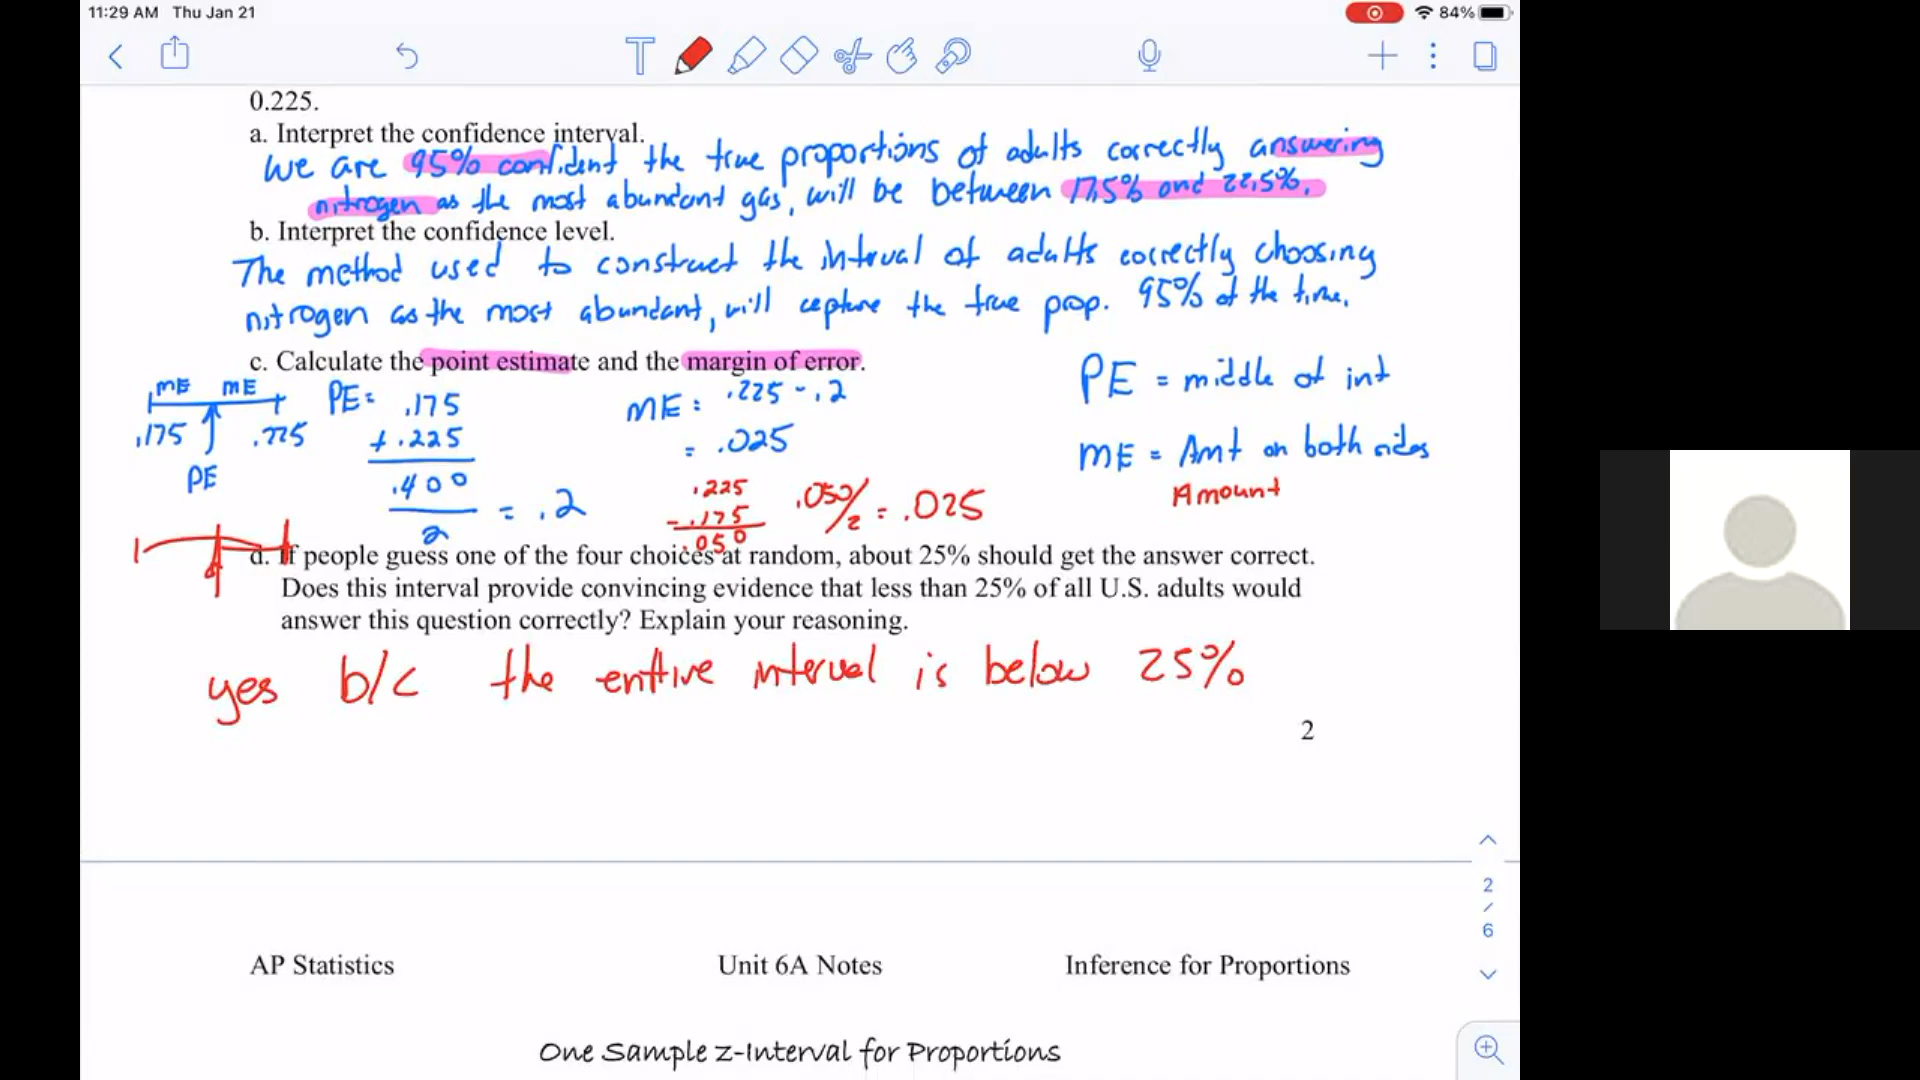 11:29 AM Thu Jan 21
84%
0.225.
a. Interpret the confidence interval.
We are 95% confident the true proportions of adults correctly answering
nitrogen as the most abundant gas, will be between 17.5% and 22.5%.
b. Interpret the confidence level.
The method used to construct the interval of adults correctly choosing
nitrogen as the most abundant, will capture the true prop. 95% of the time.
c. Calculate the point estimate and the margin of error.
ME ME
.175 .225
PE
PE = .175
+ .225
.400
2
= .2
ME = .225 - .2
= .025
.225
- .175
.050
.050/2 = .025
PE = middle of int
ME = Amt on both sides
Amount
d. If people guess one of the four choices at random, about 25% should get the answer correct.
Does this interval provide convincing evidence that less than 25% of all U.S. adults would
answer this question correctly? Explain your reasoning.
yes b/c the entire interval is below 25%
2
2
/
6
AP Statistics Unit 6A Notes Inference for Proportions
One Sample z-Interval for Proportions